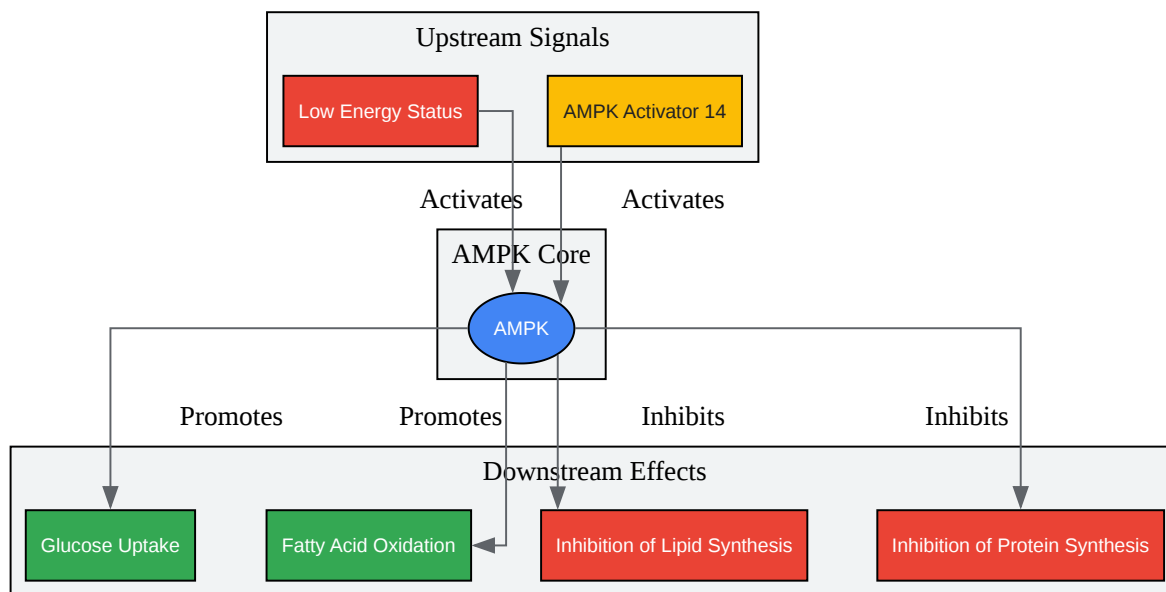 Upstream Signals
Low Energy Status
AMPK Activator 14
Activates
Activates
AMPK Core
AMPK
Promotes
Promotes
Inhibits
Inhibits
Downstream Effects
Glucose Uptake
Fatty Acid Oxidation
Inhibition of Lipid Synthesis
Inhibition of Protein Synthesis